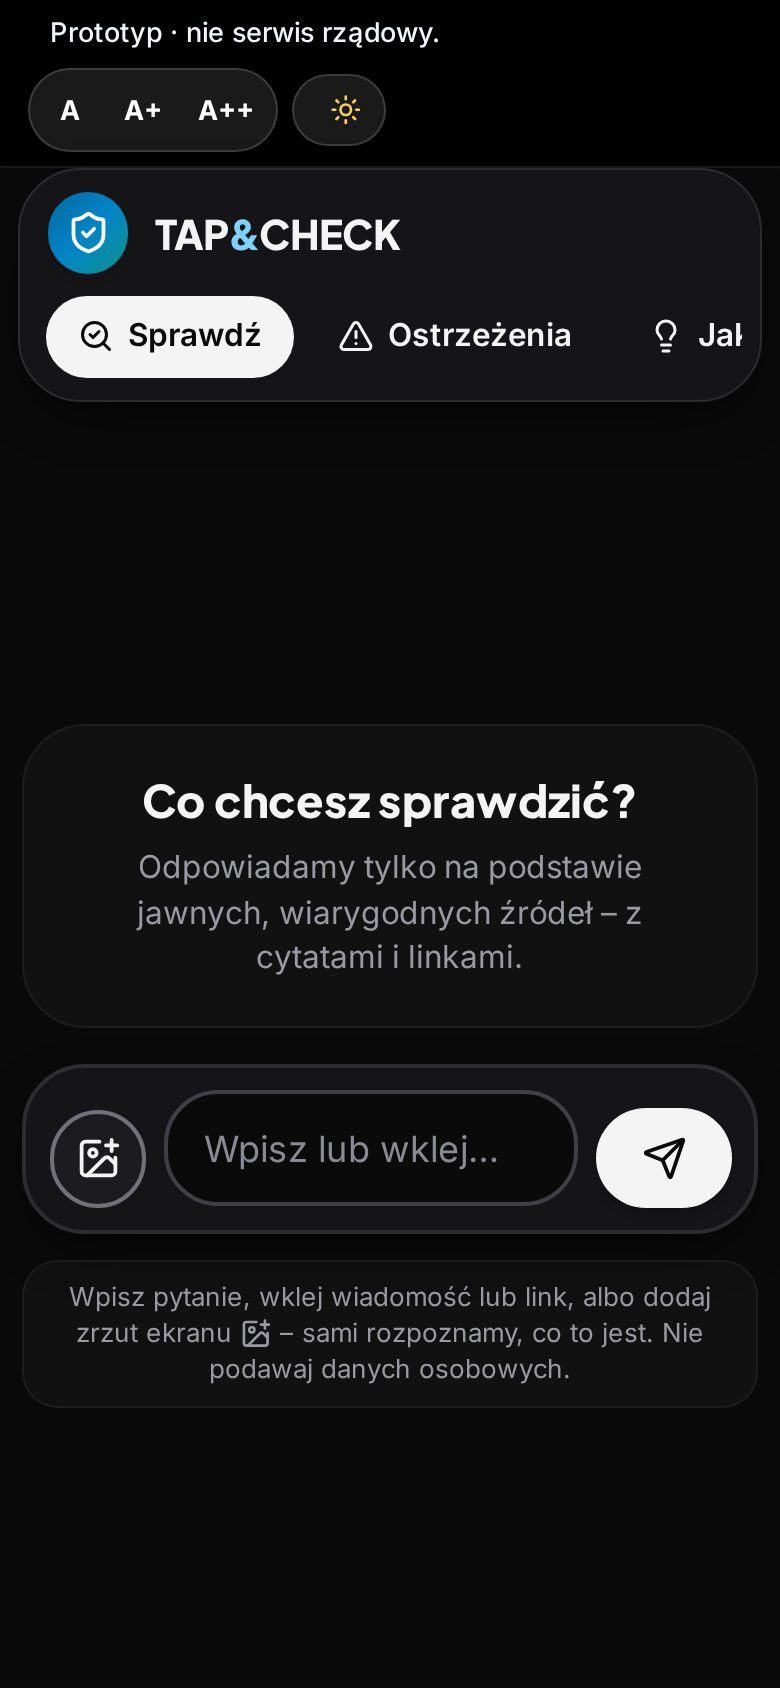 Prototyp · nie serwis rządowy.
A A+ A++
TAP&CHECK
Sprawdź Ostrzeżenia Jak
Co chcesz sprawdzić?
Odpowiadamy tylko na podstawie
jawnych, wiarygodnych źródeł – z
cytatami i linkami.
Wpisz lub wklej...
Wpisz pytanie, wklej wiadomość lub link, albo dodaj
zrzut ekranu – sami rozpoznamy, co to jest. Nie
podawaj danych osobowych.